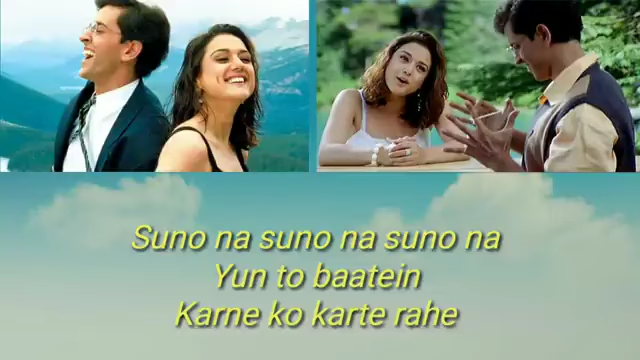 Suno na suno na suno na
Yun to baatein
Karne ko karte rahe